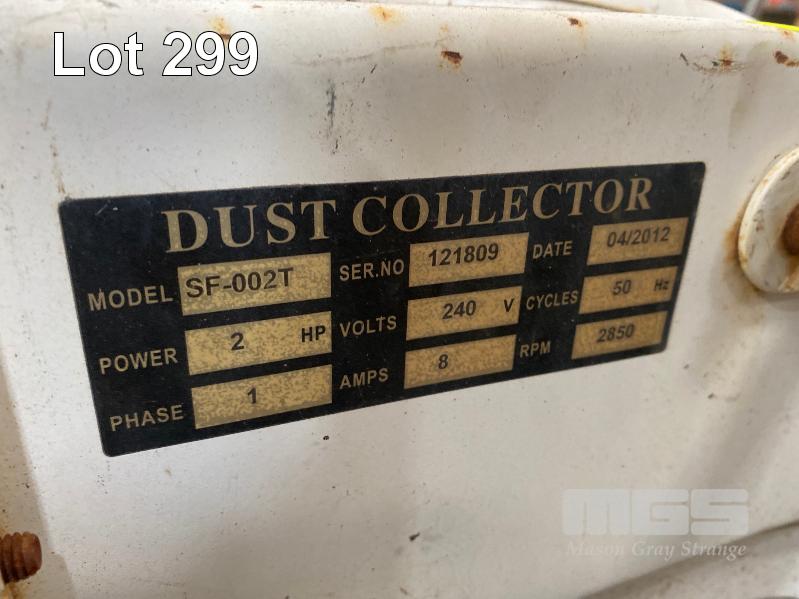 Lot 299
DUST COLLECTOR
MODEL SF-002T SER.NO 121809 DATE 04/2012
POWER 2 HP VOLTS 240 V CYCLES 50 Hz
PHASE 1 AMPS 8 RPM 2850
MGS
Mason Gray Strange